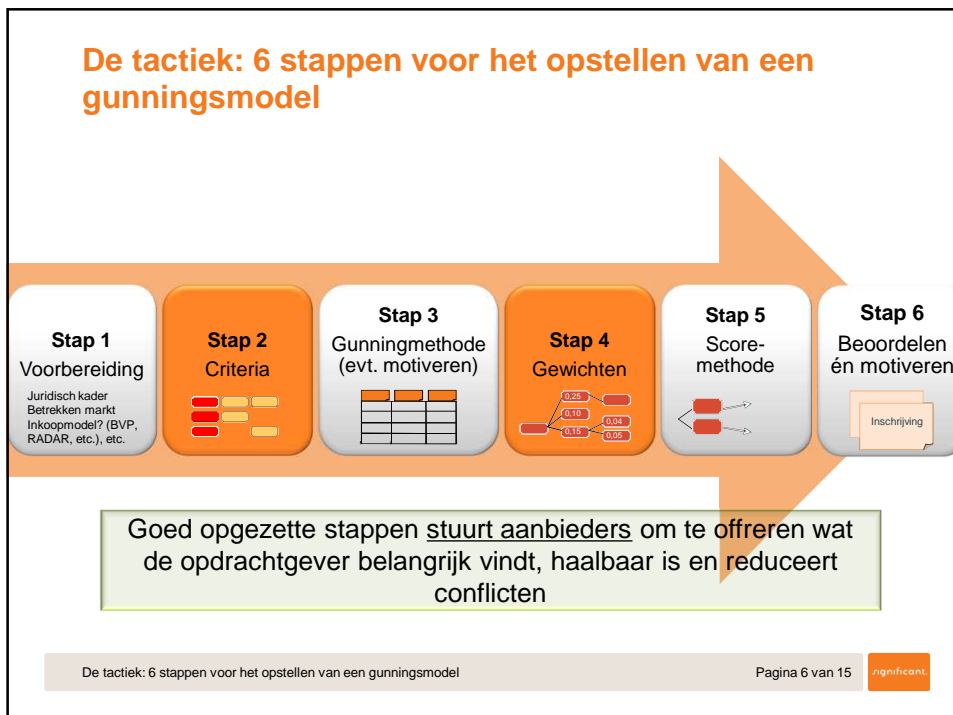 De tactiek: 6 stappen voor het opstellen van een
gunningsmodel
Stap 1
Voorbereiding
Juridisch kader
Betrekken markt
Inkoopmodel? (BVP,
RADAR, etc.), etc.
Stap 2
Criteria
Stap 3
Gunningmethode
(evt. motiveren)
Stap 4
Gewichten
0,25
0,10
0,15
0,04
0,05
Stap 5
Score-
methode
Stap 6
Beoordelen
én motiveren
Inschrijving
Goed opgezette stappen stuurt aanbieders om te offreren wat
de opdrachtgever belangrijk vindt, haalbaar is en reduceert
conflicten
De tactiek: 6 stappen voor het opstellen van een gunningsmodel
Pagina 6 van 15
significant.